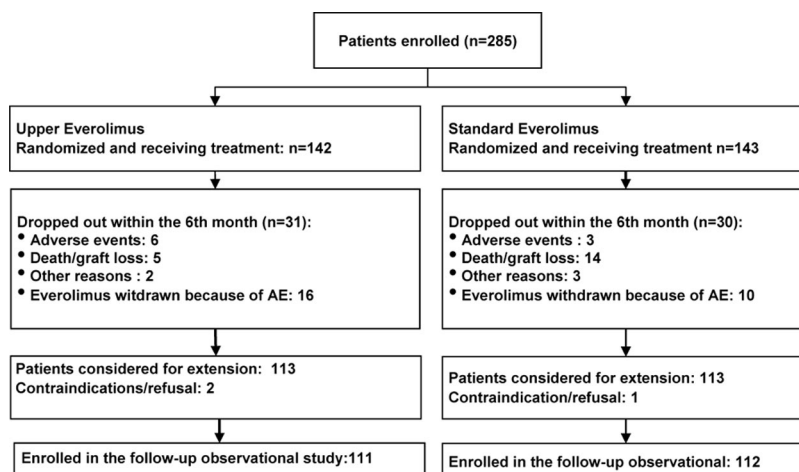 Patients enrolled (n=285)
Upper Everolimus
Randomized and receiving treatment: n=142
Standard Everolimus
Randomized and receiving treatment n=143
Dropped out within the 6th month (n=31):
• Adverse events: 6
• Death/graft loss: 5
• Other reasons : 2
• Everolimus witdrawn because of AE: 16
Dropped out within the 6th month (n=30):
• Adverse events : 3
• Death/graft loss: 14
• Other reasons: 3
• Everolimus withdrawn because of AE: 10
Patients considered for extension: 113
Contraindications/refusal: 2
Patients considered for extension: 113
Contraindication/refusal: 1
Enrolled in the follow-up observational study:111
Enrolled in the follow-up observational: 112